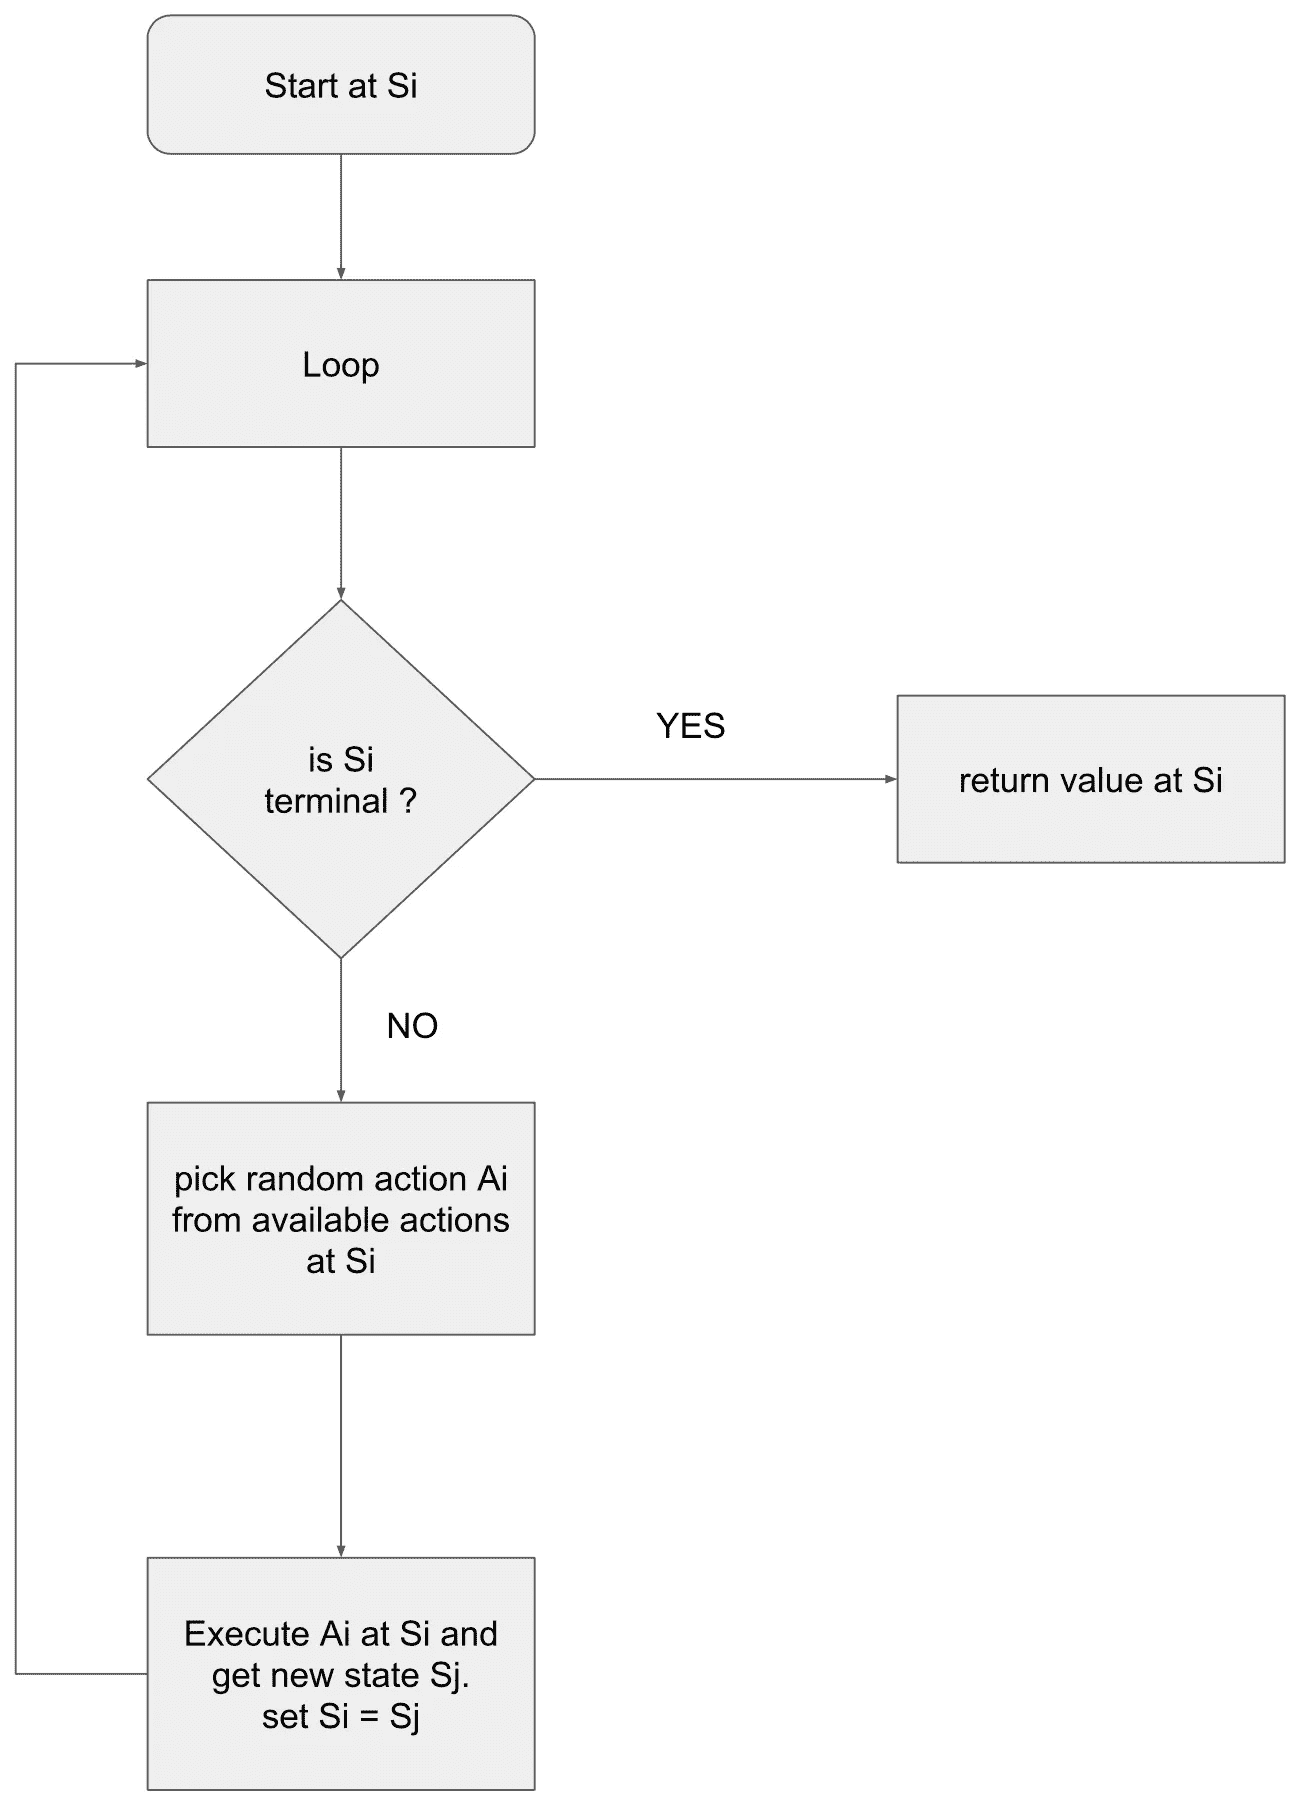 Start at Si
Loop
is Si
terminal ?
YES
return value at Si
NO
pick random action Ai
from available actions
at Si
Execute Ai at Si and
get new state Sj.
set Si = Sj